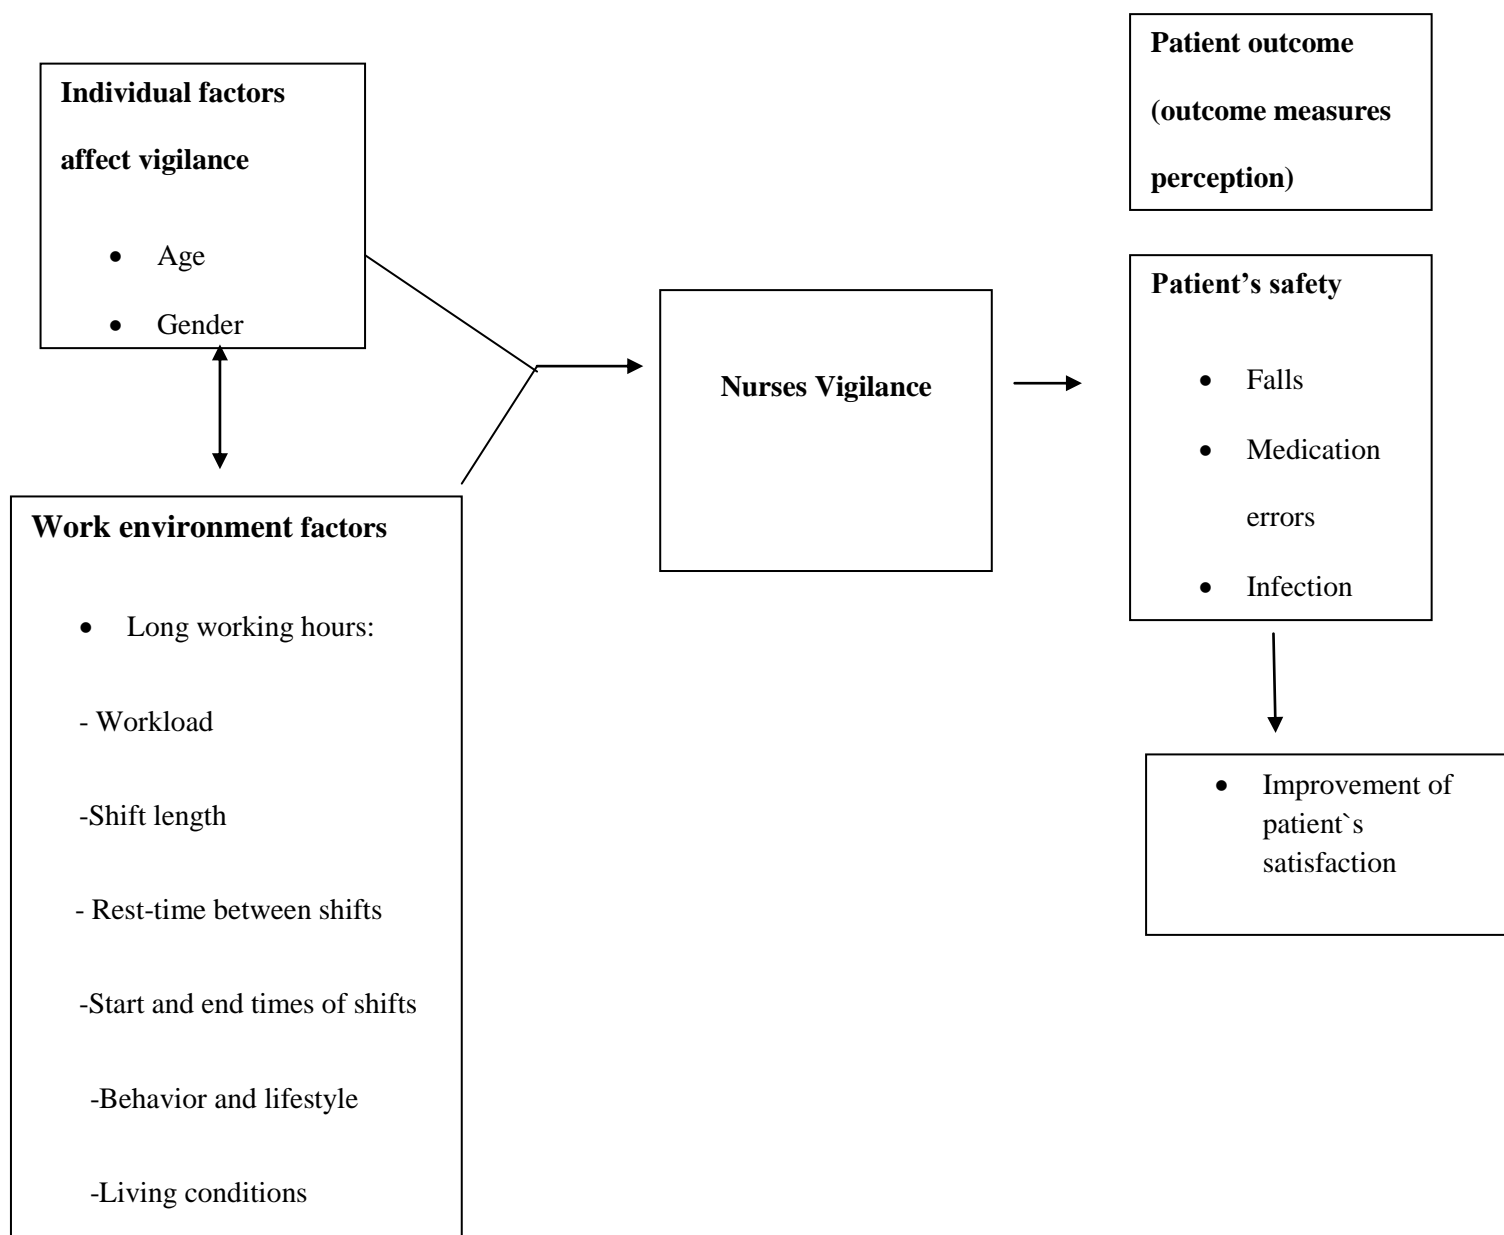 Individual factors
affect vigilance
• Age
• Gender
Work environment factors
• Long working hours:
- Workload
-Shift length
- Rest-time between shifts
-Start and end times of shifts
-Behavior and lifestyle
-Living conditions
Nurses Vigilance
Patient outcome
(outcome measures
perception)
Patient’s safety
• Falls
• Medication
errors
• Infection
• Improvement of
patient`s
satisfaction